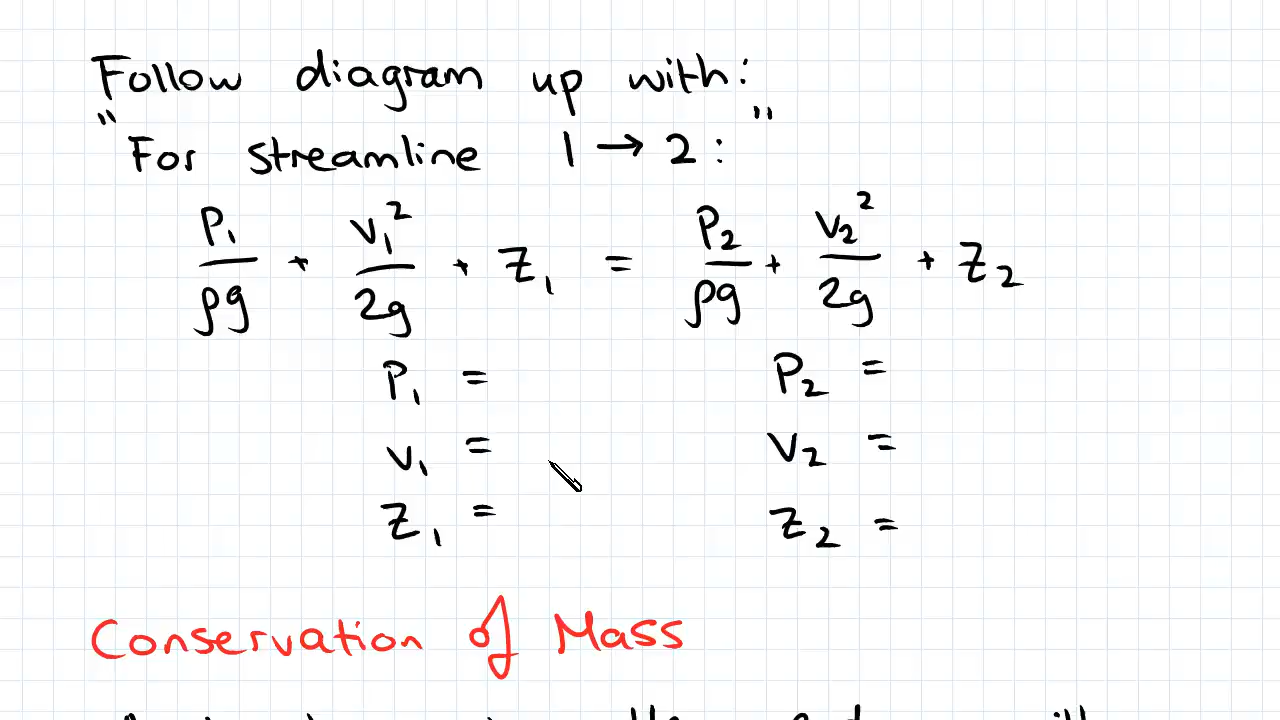 Follow diagram up with:
"For streamline 1 → 2:"
P₁/ρg + v₁²/2g + z₁ = P₂/ρg + v₂²/2g + z₂
P₁ = P₂ =
v₁ = v₂ =
z₁ = z₂ =
Conservation of Mass